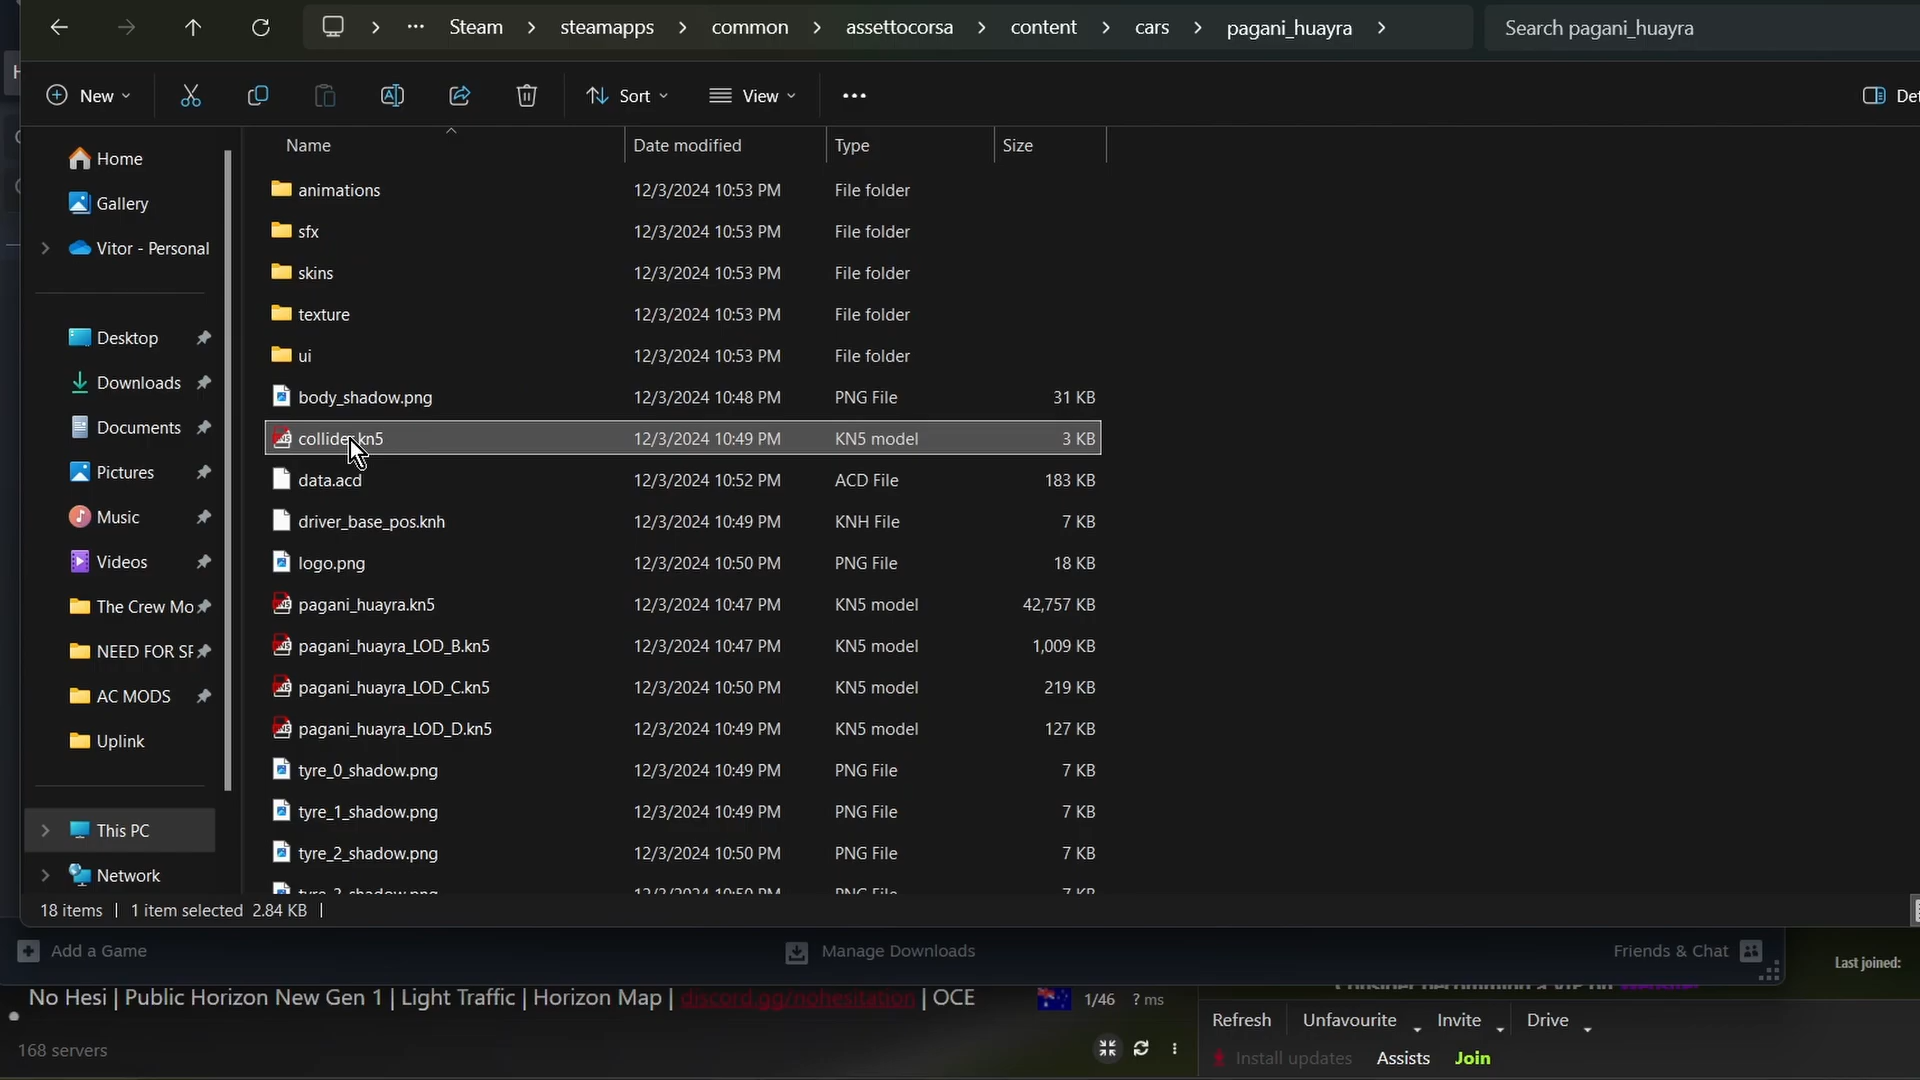 Steam > steamapps > common > assettocorsa > content > cars > pagani_huayra >
Search pagani_huayra
New
Sort
View
Det
Name
Date modified
Type
Size
Home
Gallery
Vitor - Personal
Desktop
Downloads
Documents
Pictures
Music
Videos
The Crew Mo
NEED FOR SF
AC MODS
Uplink
This PC
Network
animations 12/3/2024 10:53 PM File folder
sfx 12/3/2024 10:53 PM File folder
skins 12/3/2024 10:53 PM File folder
texture 12/3/2024 10:53 PM File folder
ui 12/3/2024 10:53 PM File folder
body_shadow.png 12/3/2024 10:48 PM PNG File 31 KB
collider.kn5 12/3/2024 10:49 PM KN5 model 3 KB
data.acd 12/3/2024 10:52 PM ACD File 183 KB
driver_base_pos.knh 12/3/2024 10:49 PM KNH File 7 KB
logo.png 12/3/2024 10:50 PM PNG File 18 KB
pagani_huayra.kn5 12/3/2024 10:47 PM KN5 model 42,757 KB
pagani_huayra_LOD_B.kn5 12/3/2024 10:47 PM KN5 model 1,009 KB
pagani_huayra_LOD_C.kn5 12/3/2024 10:50 PM KN5 model 219 KB
pagani_huayra_LOD_D.kn5 12/3/2024 10:49 PM KN5 model 127 KB
tyre_0_shadow.png 12/3/2024 10:49 PM PNG File 7 KB
tyre_1_shadow.png 12/3/2024 10:49 PM PNG File 7 KB
tyre_2_shadow.png 12/3/2024 10:50 PM PNG File 7 KB
tyre_3_shadow.png 12/3/2024 10:50 PM PNG File 7 KB
18 items | 1 item selected 2.84 KB |
Add a Game
Manage Downloads
Friends & Chat
Last joined:
No Hesi | Public Horizon New Gen 1 | Light Traffic | Horizon Map | discord.gg/nohesitation | OCE
1/46 ? ms
Refresh Unfavourite Invite Drive
168 servers
Install updates Assists Join